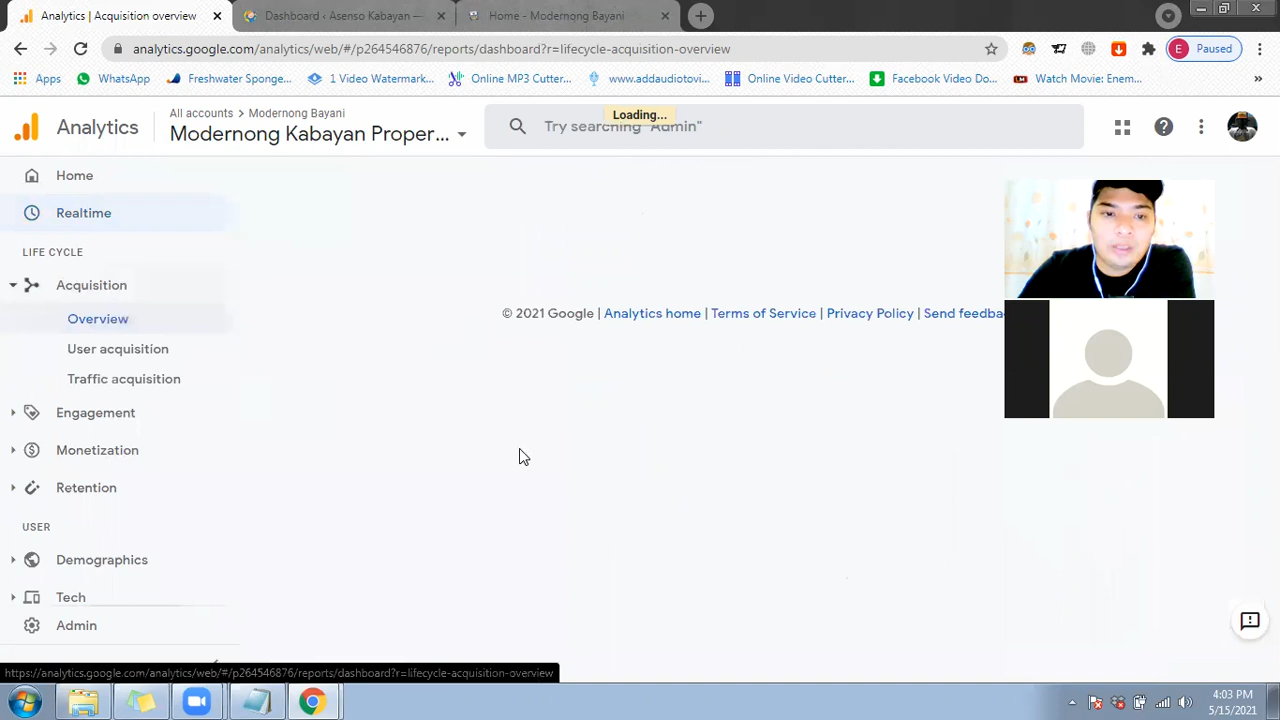 Analytics | Acquisition overview
Dashboard ‹ Asenso Kabayan —
Home - Modernong Bayani
analytics.google.com/analytics/web/#/p264546876/reports/dashboard?r=lifecycle-acquisition-overview
E Paused
Apps
WhatsApp
Freshwater Sponge...
1 Video Watermark...
Online MP3 Cutter...
www.addaudiotovi...
Online Video Cutter...
Facebook Video Do...
Watch Movie: Enem...
»
Analytics
All accounts > Modernong Bayani
Modernong Kabayan Proper...
Loading...
Try searching "Admin"
Home
Realtime
LIFE CYCLE
Acquisition
Overview
User acquisition
Traffic acquisition
Engagement
Monetization
Retention
USER
Demographics
Tech
Admin
© 2021 Google | Analytics home | Terms of Service | Privacy Policy | Send feedba
https://analytics.google.com/analytics/web/#/p264546876/reports/dashboard?r=lifecycle-acquisition-overview
4:03 PM
5/15/2021